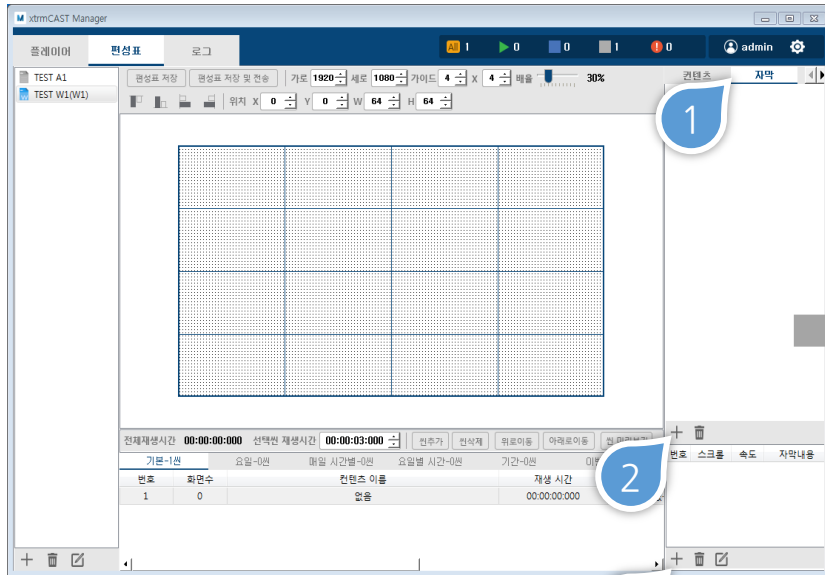 xtrmCAST Manager
플레이어 편성표 로그 All 1 0 0 1 0 admin
TEST A1
TEST W1(W1)
편성표 저장 편성표 저장 및 전송 가로 1920 세로 1080 가이드 4 X 4 배율 30%
위치 X 0 Y 0 W 64 H 64
컨텐츠 자막
1
전체재생시간 00:00:00:000 선택씬 재생시간 00:00:03:000 씬추가 씬삭제 위로이동 아래로이동
기본-1씬 요일-0씬 매일 시간별-0씬 요일별 시간-0씬 기간-0씬
번호 화면수 컨텐츠 이름 재생 시간
1 0 없음 00:00:00:000
2
번호 스크롤 속도 자막내용